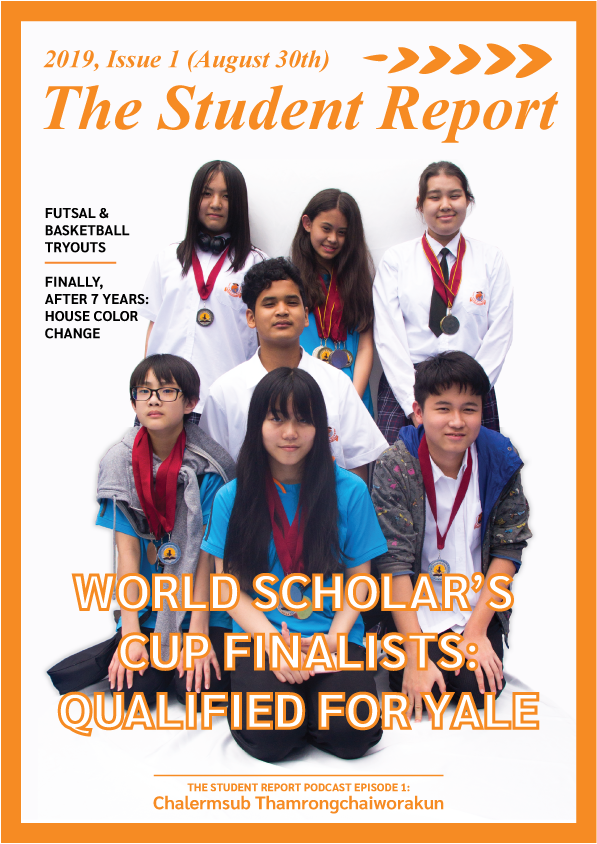 2019, Issue 1 (August 30th)
The Student Report
FUTSAL &
BASKETBALL
TRYOUTS
FINALLY,
AFTER 7 YEARS:
HOUSE COLOR
CHANGE
WORLD SCHOLAR'S
CUP FINALISTS:
QUALIFIED FOR YALE
THE STUDENT REPORT PODCAST EPISODE 1:
Chalermsub Thamrongchaiworakun